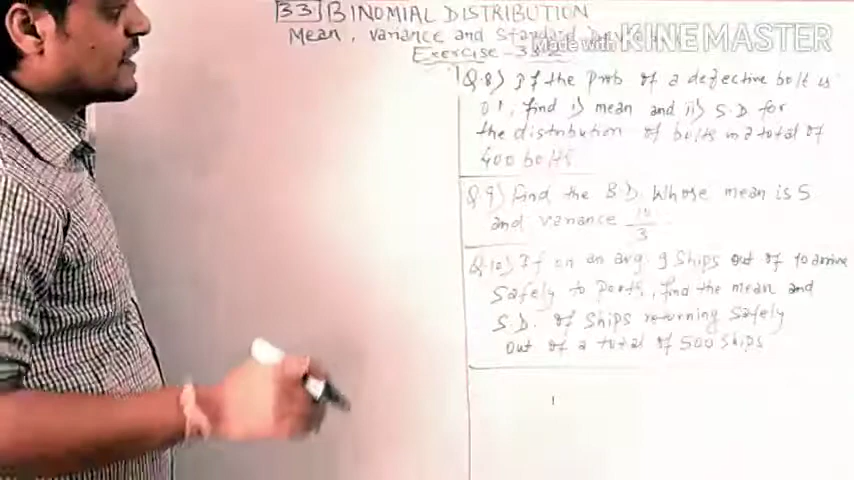 33 BINOMIAL DISTRIBUTION
Mean, variance and Standard
Made with KINEMASTER
Exercise - 33.2
Q.8) If the Prob of a defective bolt is
0.1, find i) mean and ii) S.D for
the distribution of bolts in a total of
400 bolts
Q.9) Find the B.D. Whose mean is 5
and variance 10/3
Q.10) If on an avg. 9 Ships out of 10 arrive
Safely to Ports, find the mean and
S.D. of Ships returning Safely
out of a total of 500 Ships